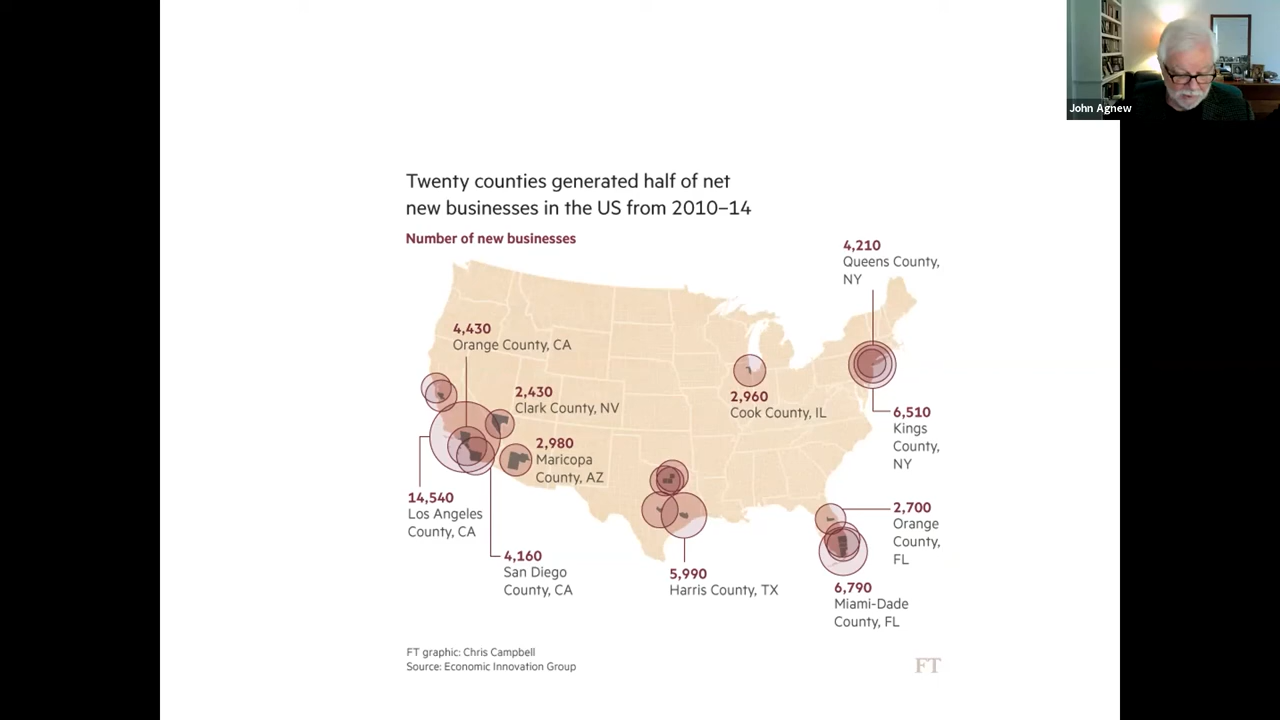 John Agnew
Twenty counties generated half of net
new businesses in the US from 2010–14
Number of new businesses
4,210
Queens County,
NY
4,430
Orange County, CA
2,430
Clark County, NV
2,960
Cook County, IL
6,510
Kings
County,
NY
2,980
Maricopa
County, AZ
14,540
Los Angeles
County, CA
2,700
Orange
County,
FL
4,160
San Diego
County, CA
5,990
Harris County, TX
6,790
Miami-Dade
County, FL
FT graphic: Chris Campbell
Source: Economic Innovation Group
FT